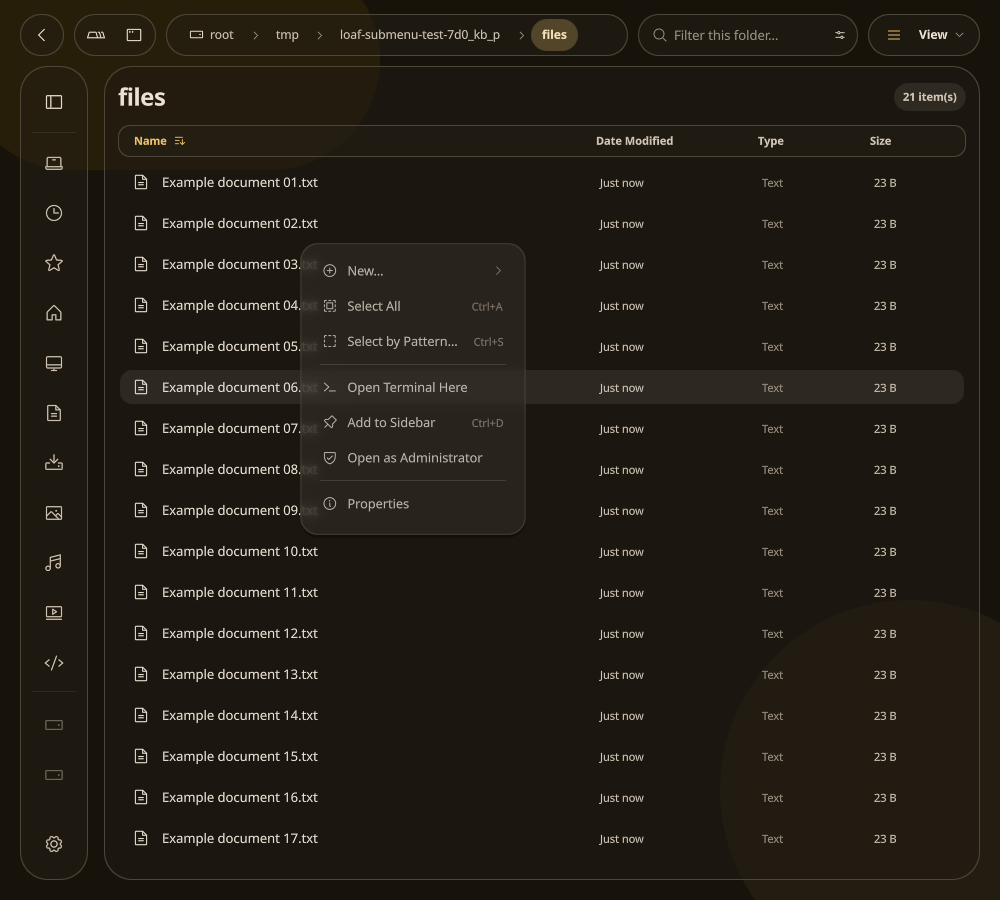 root > tmp > loaf-submenu-test-7d0_kb_p > files
Filter this folder...
View
files
21 item(s)
Name Date Modified Type Size
Example document 01.txt Just now Text 23 B
Example document 02.txt Just now Text 23 B
Example document 03. Just now Text 23 B
Example document 04. Just now Text 23 B
Example document 05. Just now Text 23 B
Example document 06. Just now Text 23 B
Example document 07. Just now Text 23 B
Example document 08. Just now Text 23 B
Example document 09. Just now Text 23 B
Example document 10.txt Just now Text 23 B
Example document 11.txt Just now Text 23 B
Example document 12.txt Just now Text 23 B
Example document 13.txt Just now Text 23 B
Example document 14.txt Just now Text 23 B
Example document 15.txt Just now Text 23 B
Example document 16.txt Just now Text 23 B
Example document 17.txt Just now Text 23 B
New...
Select All Ctrl+A
Select by Pattern... Ctrl+S
Open Terminal Here
Add to Sidebar Ctrl+D
Open as Administrator
Properties